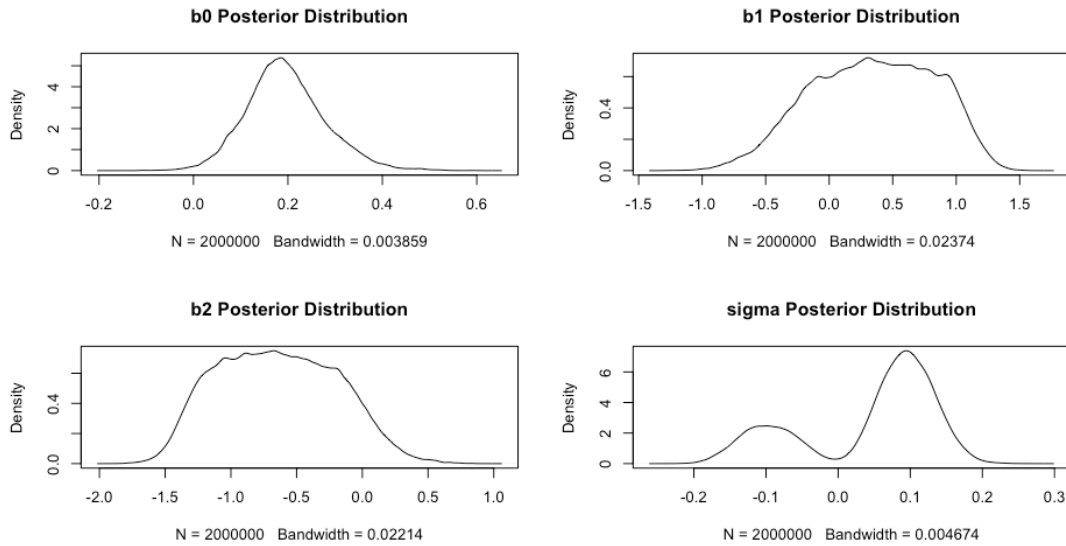 b0 Posterior Distribution
Density
0 2 4
-0.2 0.0 0.2 0.4 0.6
N = 2000000 Bandwidth = 0.003859
b1 Posterior Distribution
Density
0.0 0.4
-1.5 -1.0 -0.5 0.0 0.5 1.0 1.5
N = 2000000 Bandwidth = 0.02374
b2 Posterior Distribution
Density
0.0 0.4
-2.0 -1.5 -1.0 -0.5 0.0 0.5 1.0
N = 2000000 Bandwidth = 0.02214
sigma Posterior Distribution
Density
0 2 4 6
-0.2 -0.1 0.0 0.1 0.2 0.3
N = 2000000 Bandwidth = 0.004674